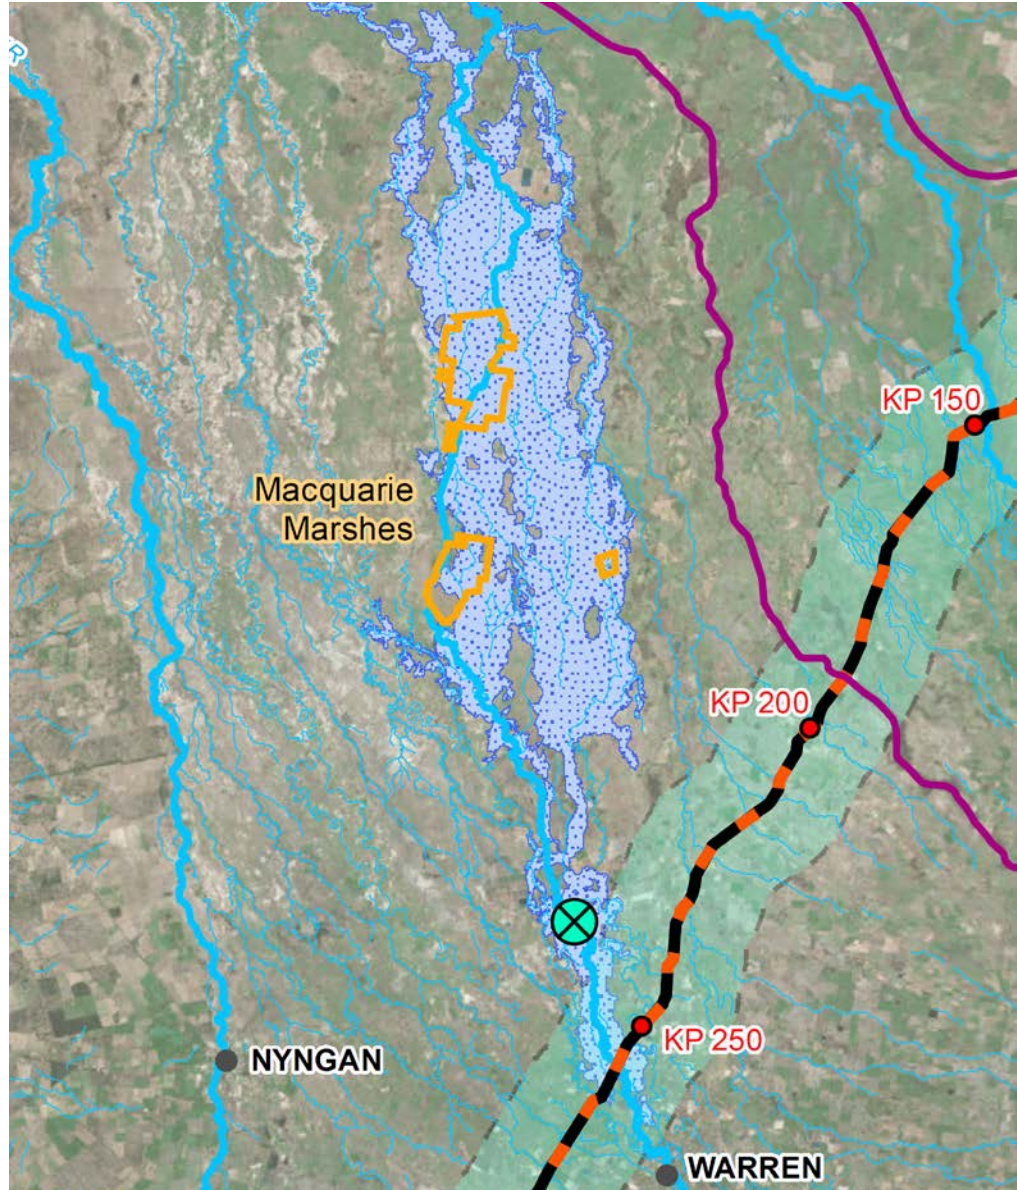 R
KP 150
Macquarie
Marshes
KP 200
KP 250
NYNGAN
WARREN